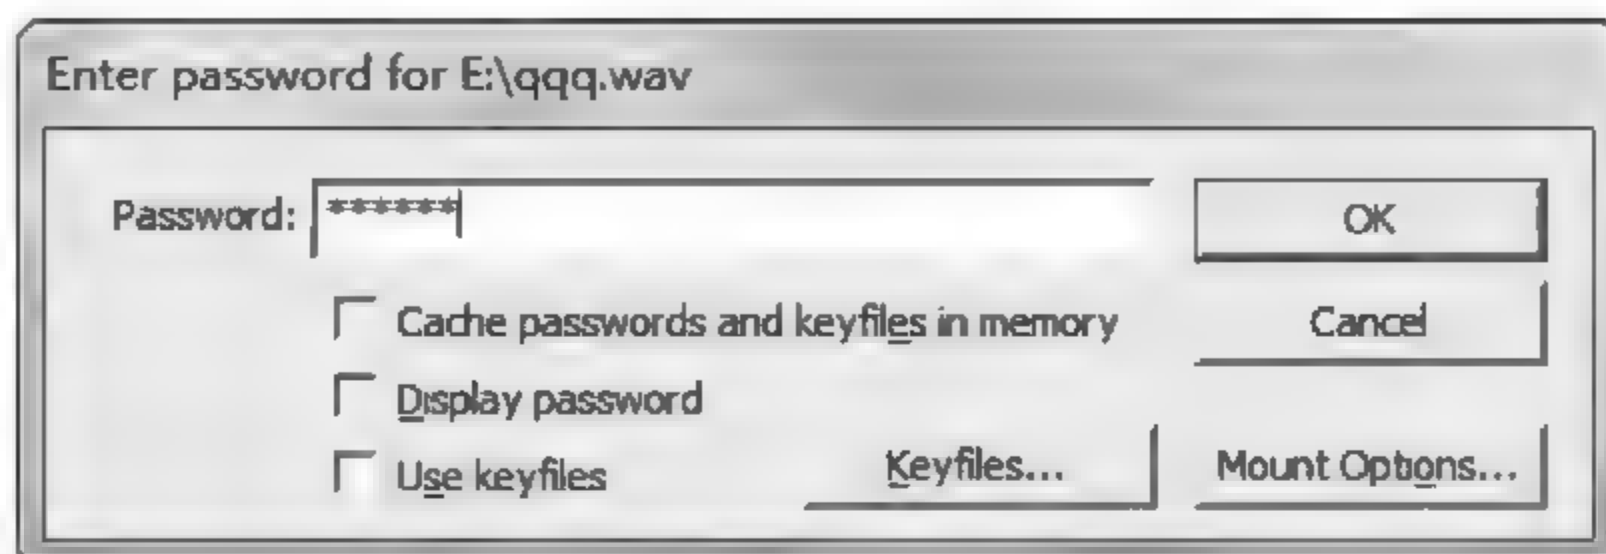 Enter password for E:\qqq.wav
Password: ****** OK
Cache passwords and keyfiles in memory Cancel
Display password
Use keyfiles Keyfiles... Mount Options...